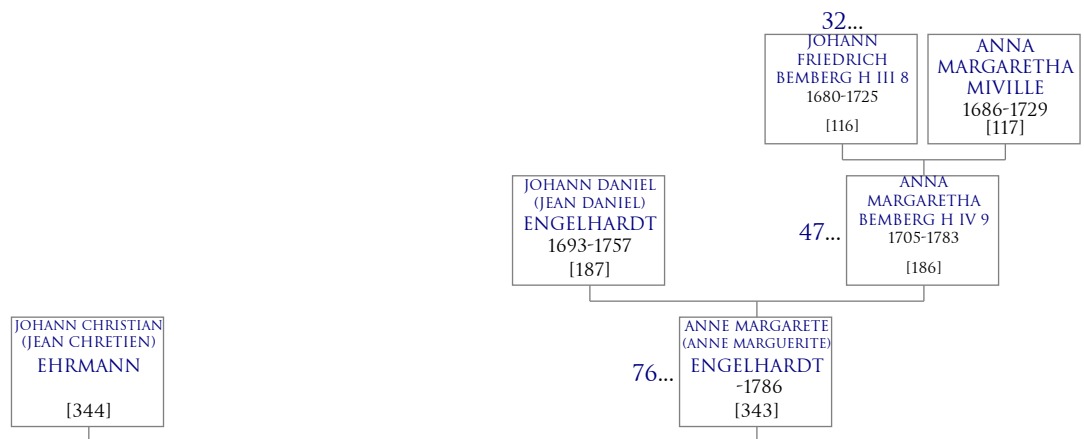 32...
JOHANN
FRIEDRICH
BEMBERG H III 8
1680-1725
[116]
ANNA
MARGARETHA
MIVILLE
1686-1729
[117]
JOHANN DANIEL
(JEAN DANIEL)
ENGELHARDT
1693-1757
[187]
47...
ANNA
MARGARETHA
BEMBERG H IV 9
1705-1783
[186]
JOHANN CHRISTIAN
(JEAN CHRETIEN)
EHRMANN
[344]
76...
ANNE MARGARETE
(ANNE MARGUERITE)
ENGELHARDT
-1786
[343]